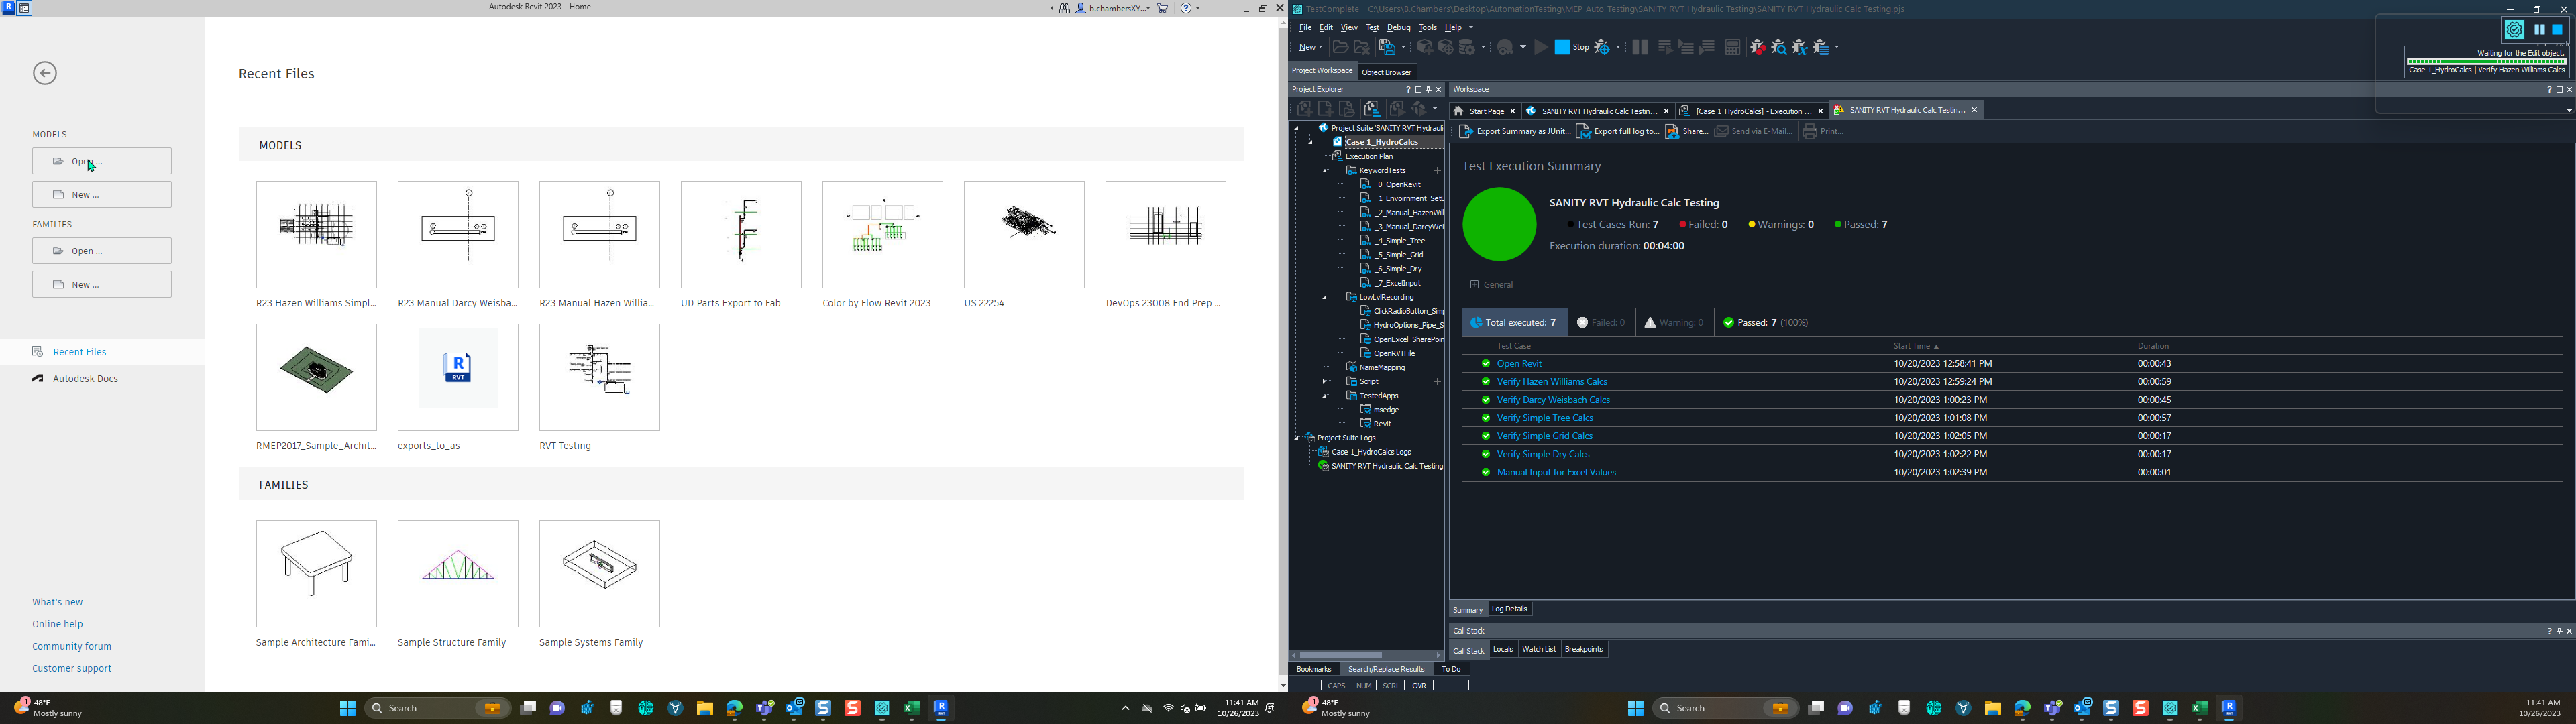 Autodesk Revit 2023 - Home
b.chambersXY...
Recent Files
MODELS
Open ...
New ...
FAMILIES
Open ...
New ...
Recent Files
Autodesk Docs
What's new
Online help
Community forum
Customer support
MODELS
R23 Hazen Williams Simpl...
R23 Manual Darcy Weisba...
R23 Manual Hazen Willia...
UD Parts Export to Fab
Color by Flow Revit 2023
US 22254
DevOps 23008 End Prep ...
RMEP2017_Sample_Archit...
exports_to_as
RVT Testing
FAMILIES
Sample Architecture Fami...
Sample Structure Family
Sample Systems Family
48°F
Mostly sunny
Search
11:41 AM
10/26/2023
TestComplete - C:\Users\B.Chambers\Desktop\AutomationTesting\MEP_Auto-Testing\SANITY RVT Hydraulic Testing\SANITY RVT Hydraulic Calc Testing.pjs
File Edit View Test Debug Tools Help
New
Stop
Waiting for the Edit object.
Case 1_HydroCalcs | Verify Hazen Williams Calcs
Project Workspace
Object Browser
Project Explorer
Workspace
Start Page
SANITY RVT Hydraulic Calc Testin...
[Case 1_HydroCalcs] - Execution ...
SANITY RVT Hydraulic Calc Testin...
Export Summary as JUnit...
Export full log to...
Share...
Send via E-Mail...
Print...
Project Suite 'SANITY RVT Hydrauli
Case 1_HydroCalcs
Execution Plan
KeywordTests
_0_OpenRevit
_1_Envoirnment_SetU
_2_Manual_HazenWill
_3_Manual_DarcyWei
_4_Simple_Tree
_5_Simple_Grid
_6_Simple_Dry
_7_ExcelInput
LowLvlRecording
ClickRadioButton_Simp
HydroOptions_Pipe_S
OpenExcel_SharePoin
OpenRVTFile
NameMapping
Script
TestedApps
msedge
Revit
Project Suite Logs
Case 1_HydroCalcs Logs
SANITY RVT Hydraulic Calc Testing
Test Execution Summary
SANITY RVT Hydraulic Calc Testing
Test Cases Run: 7 Failed: 0 Warnings: 0 Passed: 7
Execution duration: 00:04:00
General
Total executed: 7
Failed: 0
Warning: 0
Passed: 7 (100%)
Test Case Start Time Duration
Open Revit 10/20/2023 12:58:41 PM 00:00:43
Verify Hazen Williams Calcs 10/20/2023 12:59:24 PM 00:00:59
Verify Darcy Weisbach Calcs 10/20/2023 1:00:23 PM 00:00:45
Verify Simple Tree Calcs 10/20/2023 1:01:08 PM 00:00:57
Verify Simple Grid Calcs 10/20/2023 1:02:05 PM 00:00:17
Verify Simple Dry Calcs 10/20/2023 1:02:22 PM 00:00:17
Manual Input for Excel Values 10/20/2023 1:02:39 PM 00:00:01
Summary
Log Details
Call Stack
Call Stack Locals Watch List Breakpoints
Bookmarks Search/Replace Results To Do
CAPS NUM SCRL OVR
48°F
Mostly sunny
Search
11:41 AM
10/26/2023